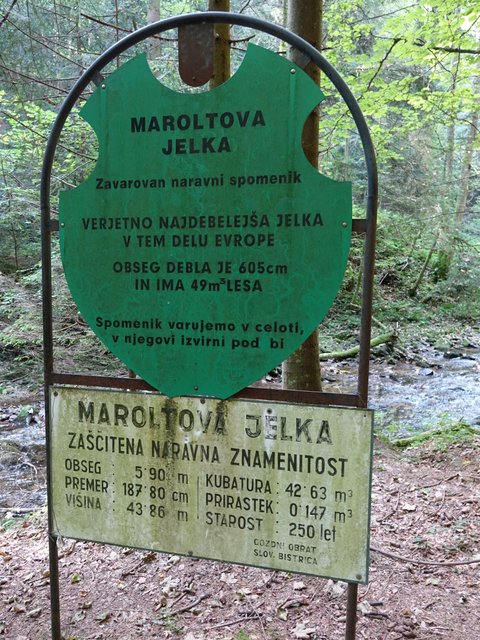 MAROLTOVA
JELKA
Zavarovan naravni spomenik
VERJETNO NAJDEBELEJŠA JELKA
V TEM DELU EVROPE
OBSEG DEBLA JE 605cm
IN IMA 49m³LESA
Spomenik varujemo v celoti,
v njegovi izvirni pod bi
MAROLTOVA JELKA
ZAŠČITENA NARAVNA ZNAMENITOST
OBSEG : 5˙90 m
PREMER : 187˙80 cm
VIŠINA : 43˙86 m
KUBATURA : 42˙63 m³
PRIRASTEK : 0˙147 m³
STAROST : 250 let
GOZDNI OBRAT
SLOV. BISTRICA